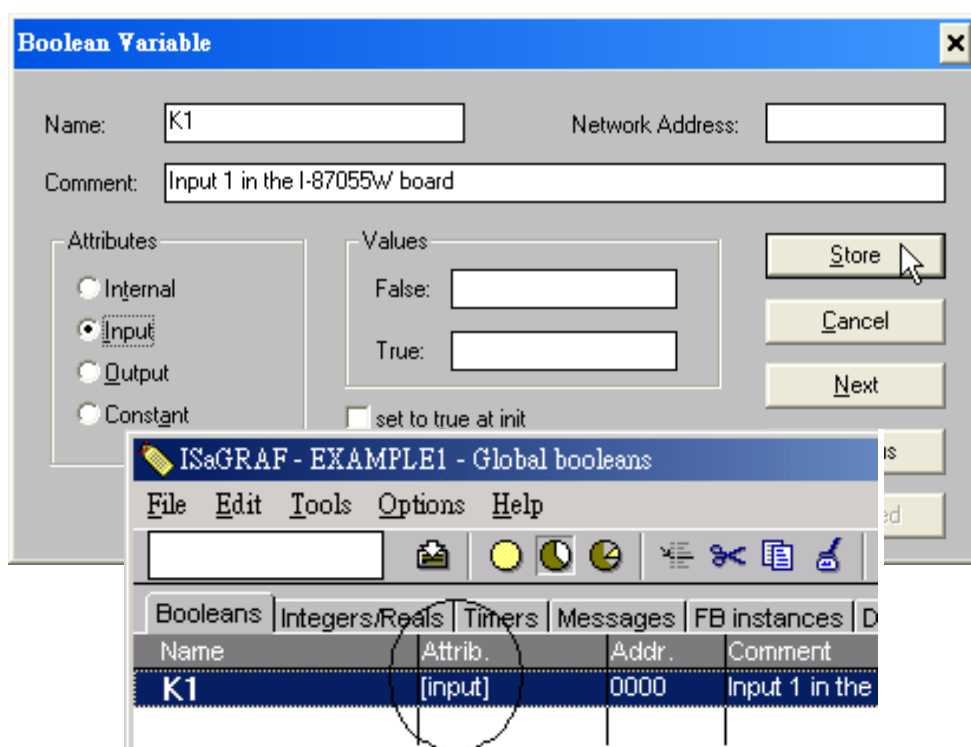 Boolean Variable
Name: K1 Network Address:
Comment: Input 1 in the I-87055W board
Attributes Values Store
Internal False:
Input True: Cancel
Output Next
Constant set to true at init
ISaGRAF - EXAMPLE1 - Global booleans
File Edit Tools Options Help
Booleans Integers/Reals Timers Messages FB instances D
Name Attrib. Addr. Comment
K1 [input] 0000 Input 1 in the